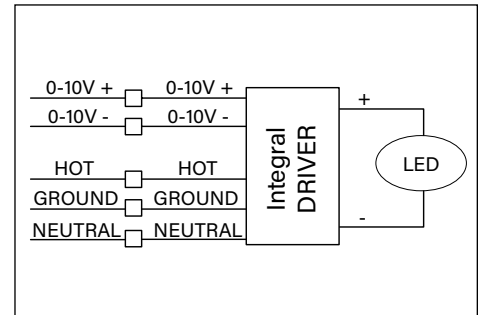 0-10V + 0-10V +
0-10V - 0-10V -
HOT HOT
GROUND GROUND
NEUTRAL NEUTRAL
Integral
DRIVER
+
LED
-